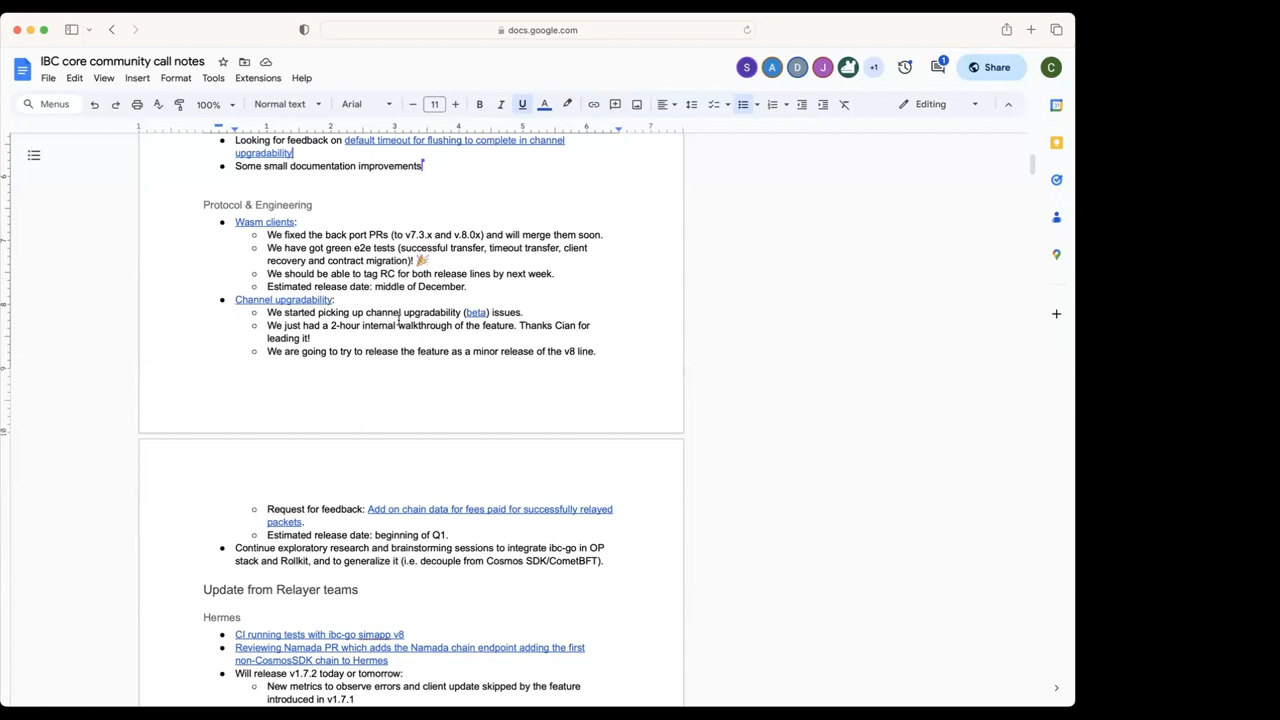 docs.google.com
IBC core community call notes
File Edit View Insert Format Tools Extensions Help
S A D J +1 1 Share C
Menus 100% Normal text Arial 11 B I U A Editing
1 1 2 3 4 5 6 7
Looking for feedback on default timeout for flushing to complete in channel
upgradability
Some small documentation improvements
Protocol & Engineering
Wasm clients:
We fixed the back port PRs (to v7.3.x and v.8.0x) and will merge them soon.
We have got green e2e tests (successful transfer, timeout transfer, client
recovery and contract migration)! 🎉
We should be able to tag RC for both release lines by next week.
Estimated release date: middle of December.
Channel upgradability:
We started picking up channel upgradability (beta) issues.
We just had a 2-hour internal walkthrough of the feature. Thanks Cian for
leading it!
We are going to try to release the feature as a minor release of the v8 line.
Request for feedback: Add on chain data for fees paid for successfully relayed
packets.
Estimated release date: beginning of Q1.
Continue exploratory research and brainstorming sessions to integrate ibc-go in OP
stack and Rollkit, and to generalize it (i.e. decouple from Cosmos SDK/CometBFT).
Update from Relayer teams
Hermes
CI running tests with ibc-go simapp v8
Reviewing Namada PR which adds the Namada chain endpoint adding the first
non-CosmosSDK chain to Hermes
Will release v1.7.2 today or tomorrow:
New metrics to observe errors and client update skipped by the feature
introduced in v1.7.1